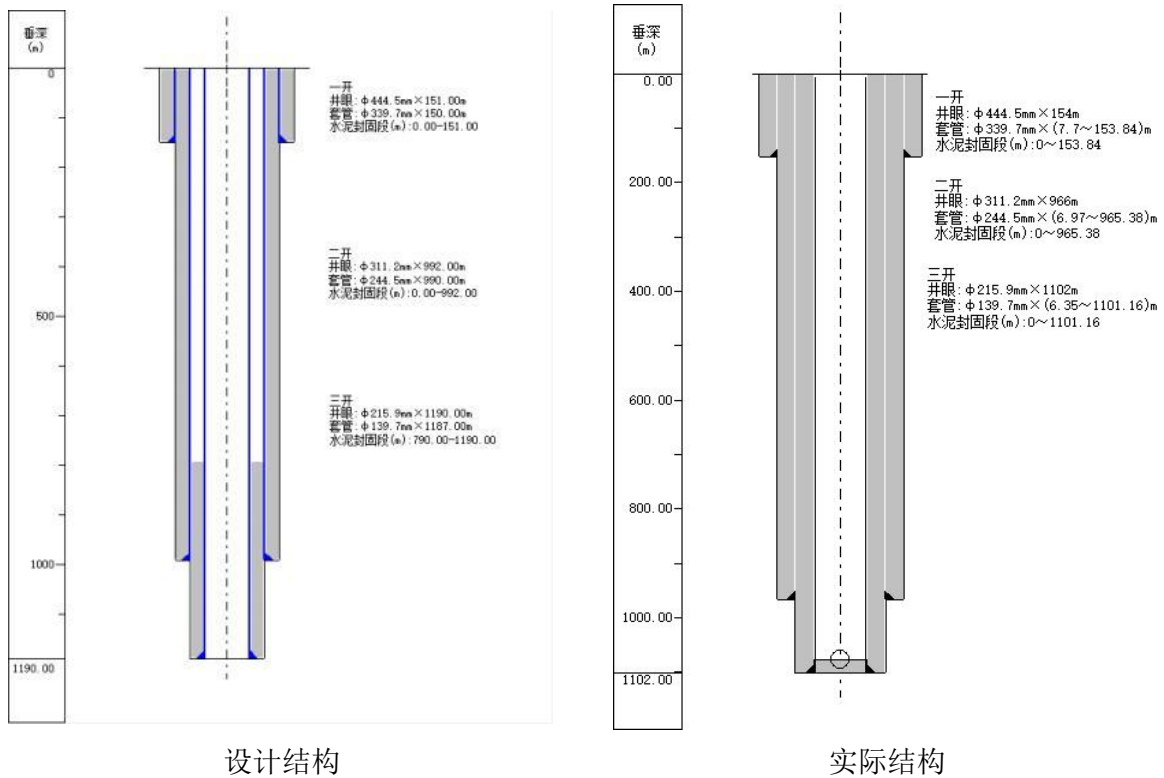 垂深
(m)
0
500
1000
1190.00
一开
井眼:φ444.5mm×151.00m
套管:φ339.7mm×150.00m
水泥封固段(m):0.00-151.00
二开
井眼:φ311.2mm×992.00m
套管:φ244.5mm×990.00m
水泥封固段(m):0.00-992.00
三开
井眼:φ215.9mm×1190.00m
套管:φ139.7mm×1187.00m
水泥封固段(m):790.00-1190.00
设计结构
垂深
(m)
0.00
200.00
400.00
600.00
800.00
1000.00
1102.00
一开
井眼:φ444.5mm×154m
套管:φ339.7mm×(7.7～153.84)m
水泥封固段(m):0～153.84
二开
井眼:φ311.2mm×966m
套管:φ244.5mm×(6.97～965.38)m
水泥封固段(m):0～965.38
三开
井眼:φ215.9mm×1102m
套管:φ139.7mm×(6.35～1101.16)m
水泥封固段(m):0～1101.16
实际结构